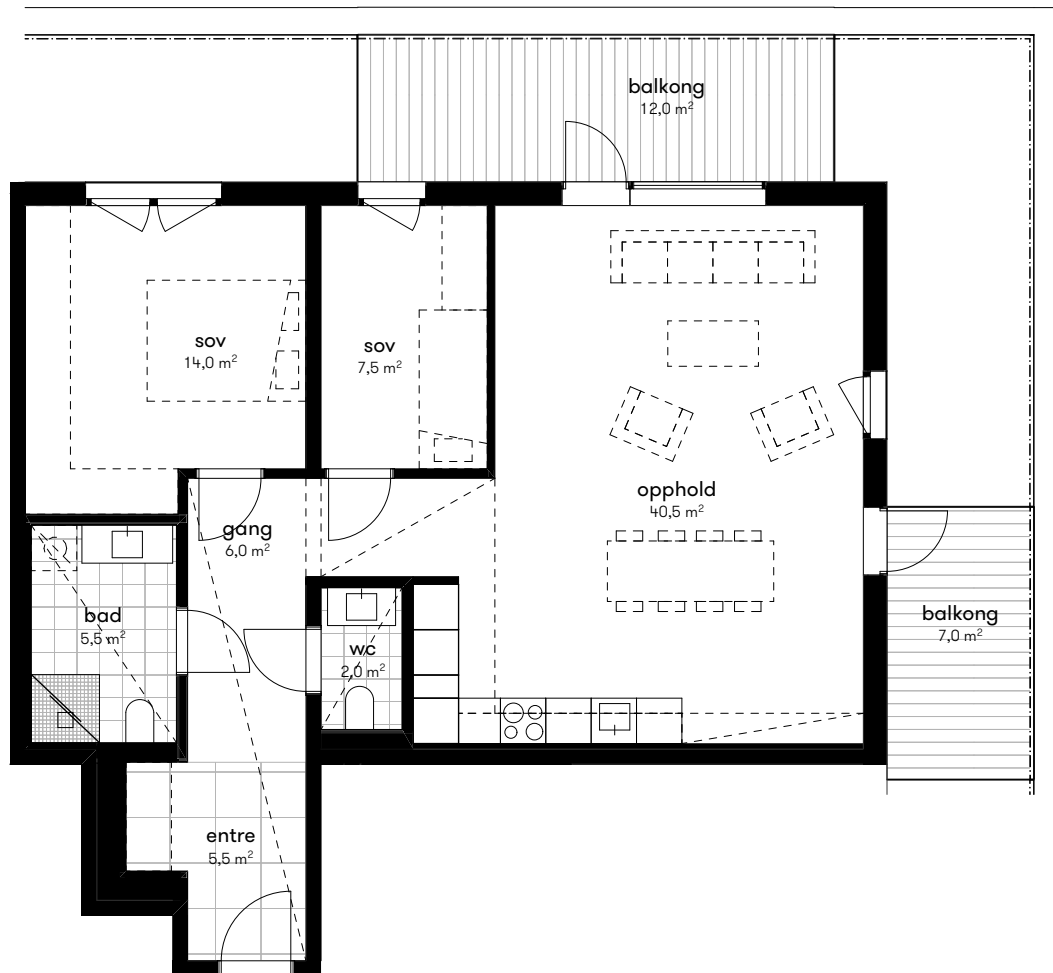 balkong
12,0 m²
sov
14,0 m²
sov
7,5 m²
opphold
40,5 m²
gang
6,0 m²
bad
5,5 m²
wc
2,0 m²
balkong
7,0 m²
entre
5,5 m²